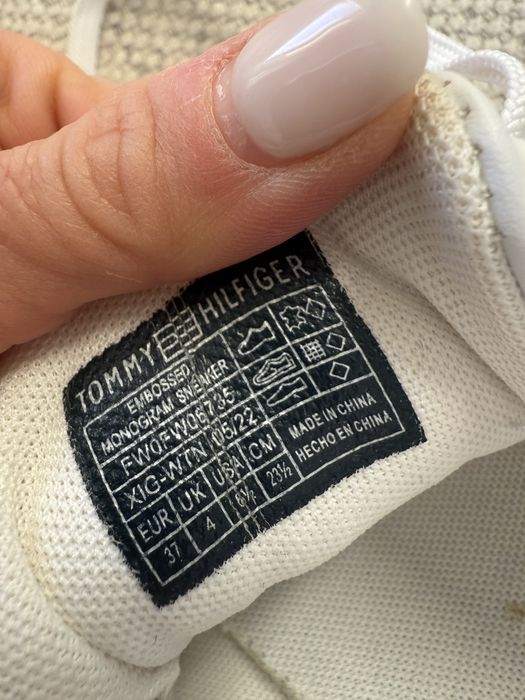 TOMMY HILFIGER
EMBOSSED
MONOGRAM SNEAKER
FW0FW06735
XIG-WTN 05/22
EUR UK USA CM
37 4 6½ 23½
MADE IN CHINA
HECHO EN CHINA